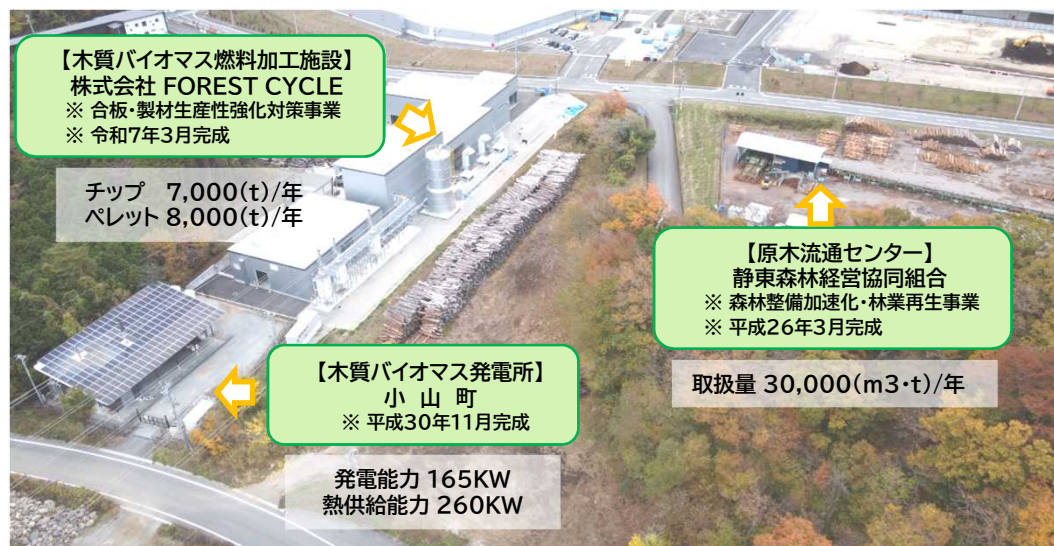 【木質バイオマス燃料加工施設】
株式会社 FOREST CYCLE
※ 合板・製材生産性強化対策事業
※ 令和7年3月完成
チップ 7,000(t)/年
ペレット 8,000(t)/年
【原木流通センター】
静東森林経営協同組合
※ 森林整備加速化・林業再生事業
※ 平成26年3月完成
取扱量 30,000(m3・t)/年
【木質バイオマス発電所】
小 山 町
※ 平成30年11月完成
発電能力 165KW
熱供給能力 260KW